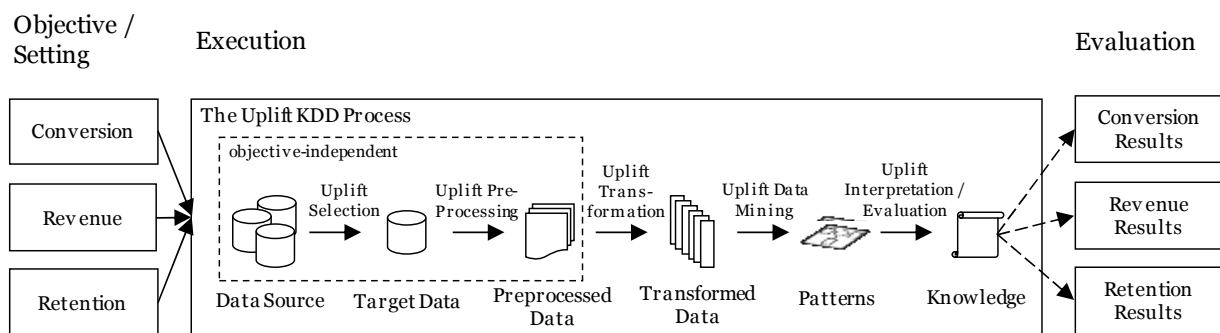 Objective /
Setting
Execution
Evaluation
Conversion
Revenue
Retention
The Uplift KDD Process
objective-independent
Uplift
Selection
Uplift Pre-
Processing
Uplift
Trans-
formation
Uplift Data
Mining
Uplift
Interpretation /
Evaluation
Data Source
Target Data
Preprocessed
Data
Transformed
Data
Patterns
Knowledge
Conversion
Results
Revenue
Results
Retention
Results